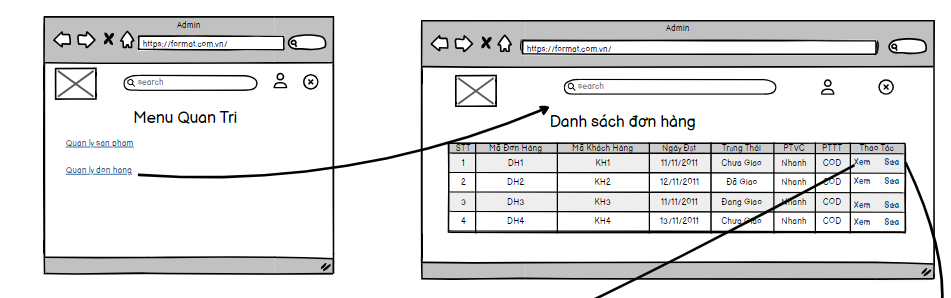 Admin
https://format.com.vn/
search
Menu Quan Tri
Quan ly san pham
Quan ly don hang
Admin
https://format.com.vn/
search
Danh sách đơn hàng
STT Mã Đơn Hàng Mã Khách Hàng Ngày Đặt Trạng Thái PTVC PTTT Thao Tác
1 DH1 KH1 11/11/2011 Chưa Giao Nhanh COD Xem Sửa
2 DH2 KH2 12/11/2011 Đã Giao Nhanh COD Xem Sửa
3 DH3 KH3 11/11/2011 Đang Giao Nhanh COD Xem Sửa
4 DH4 KH4 13/11/2011 Chưa Giao Nhanh COD Xem Sửa